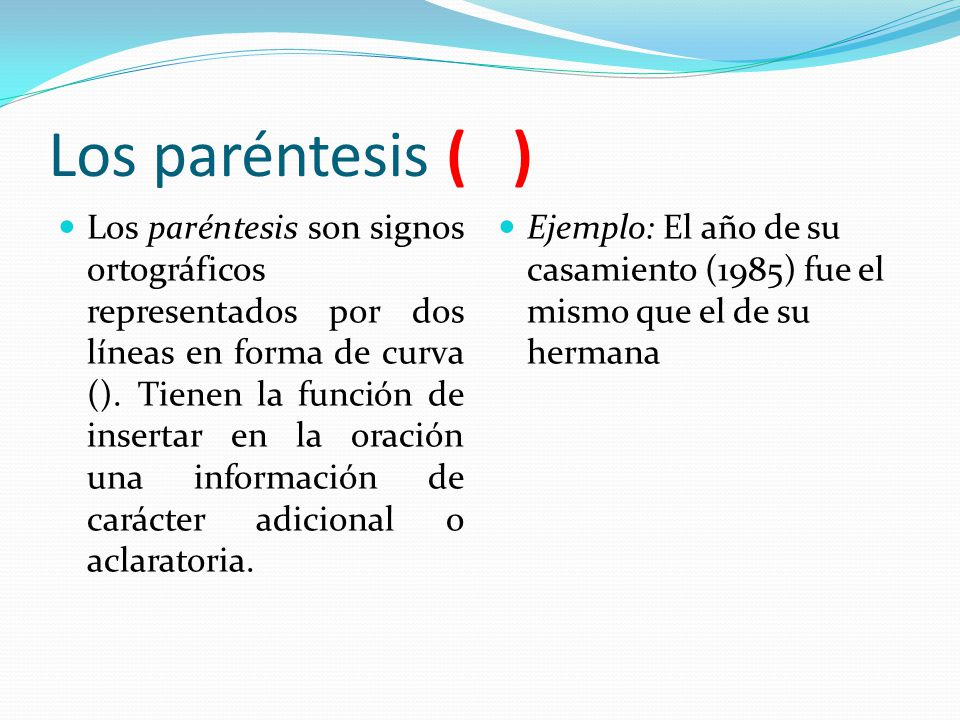 Los paréntesis ( )
Los paréntesis son signos
ortográficos
representados por dos
líneas en forma de curva
(). Tienen la función de
insertar en la oración
una información de
carácter adicional o
aclaratoria.
Ejemplo: El año de su
casamiento (1985) fue el
mismo que el de su
hermana